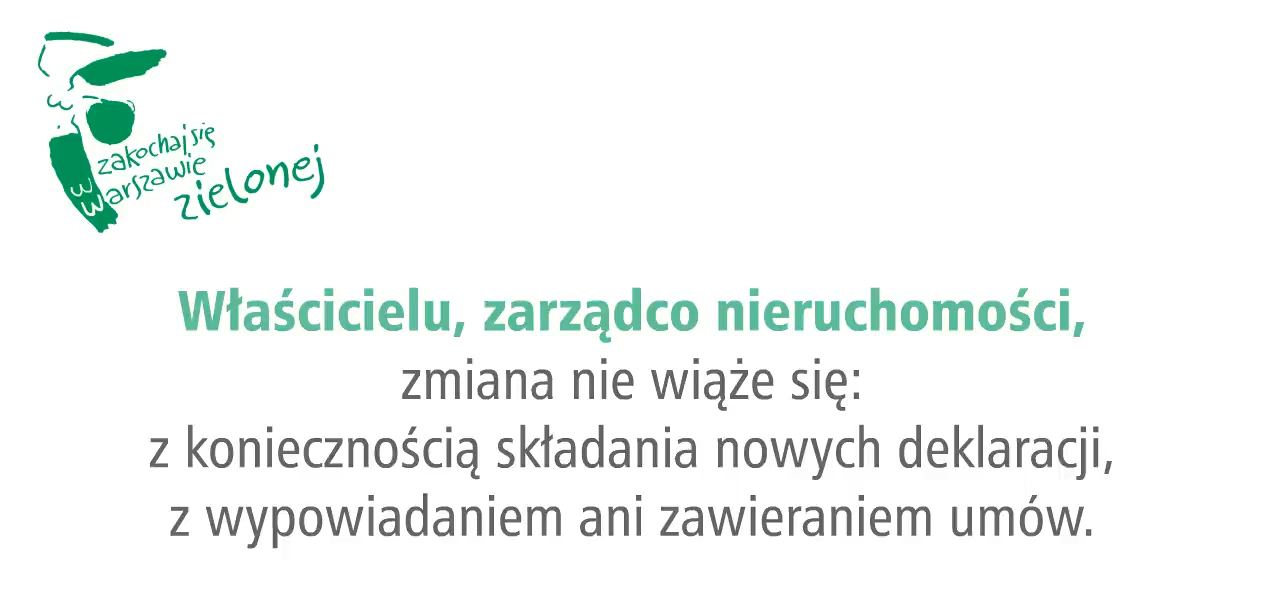 zakochaj się
w warszawie
zielonej
Właścicielu, zarządco nieruchomości,
zmiana nie wiąże się:
z koniecznością składania nowych deklaracji,
z wypowiadaniem ani zawieraniem umów.